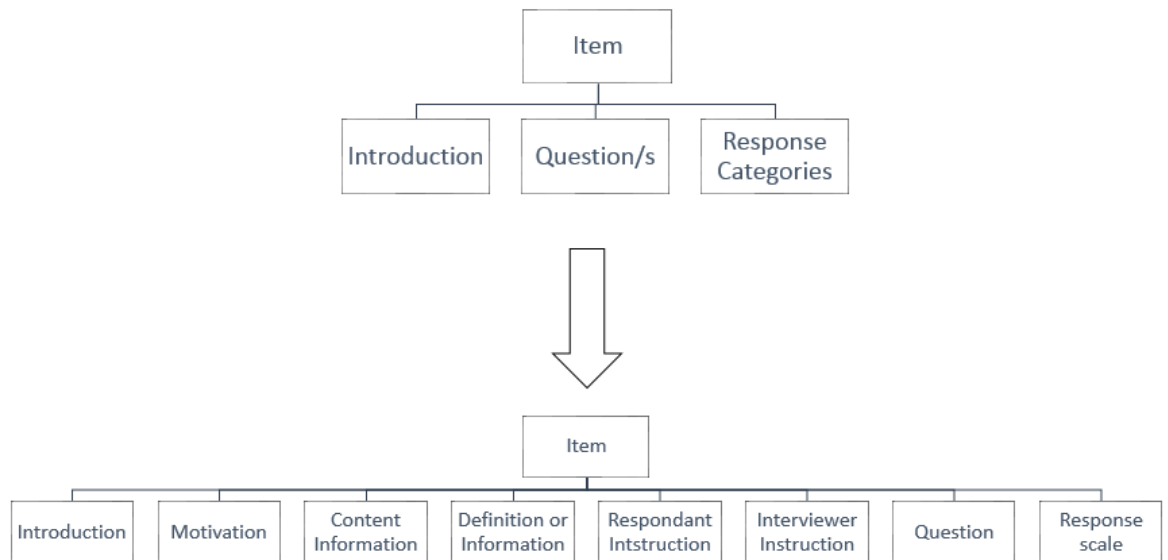 Item
Introduction
Question/s
Response
Categories
Item
Introduction
Motivation
Content
Information
Definition or
Information
Respondant
Intstruction
Interviewer
Instruction
Question
Response
scale